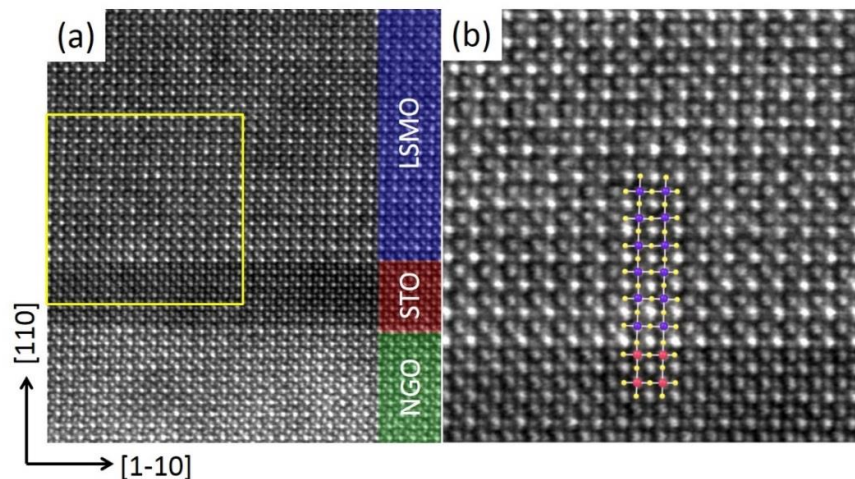 (a)
(b)
LSMO
STO
NGO
[110]
[1-10]